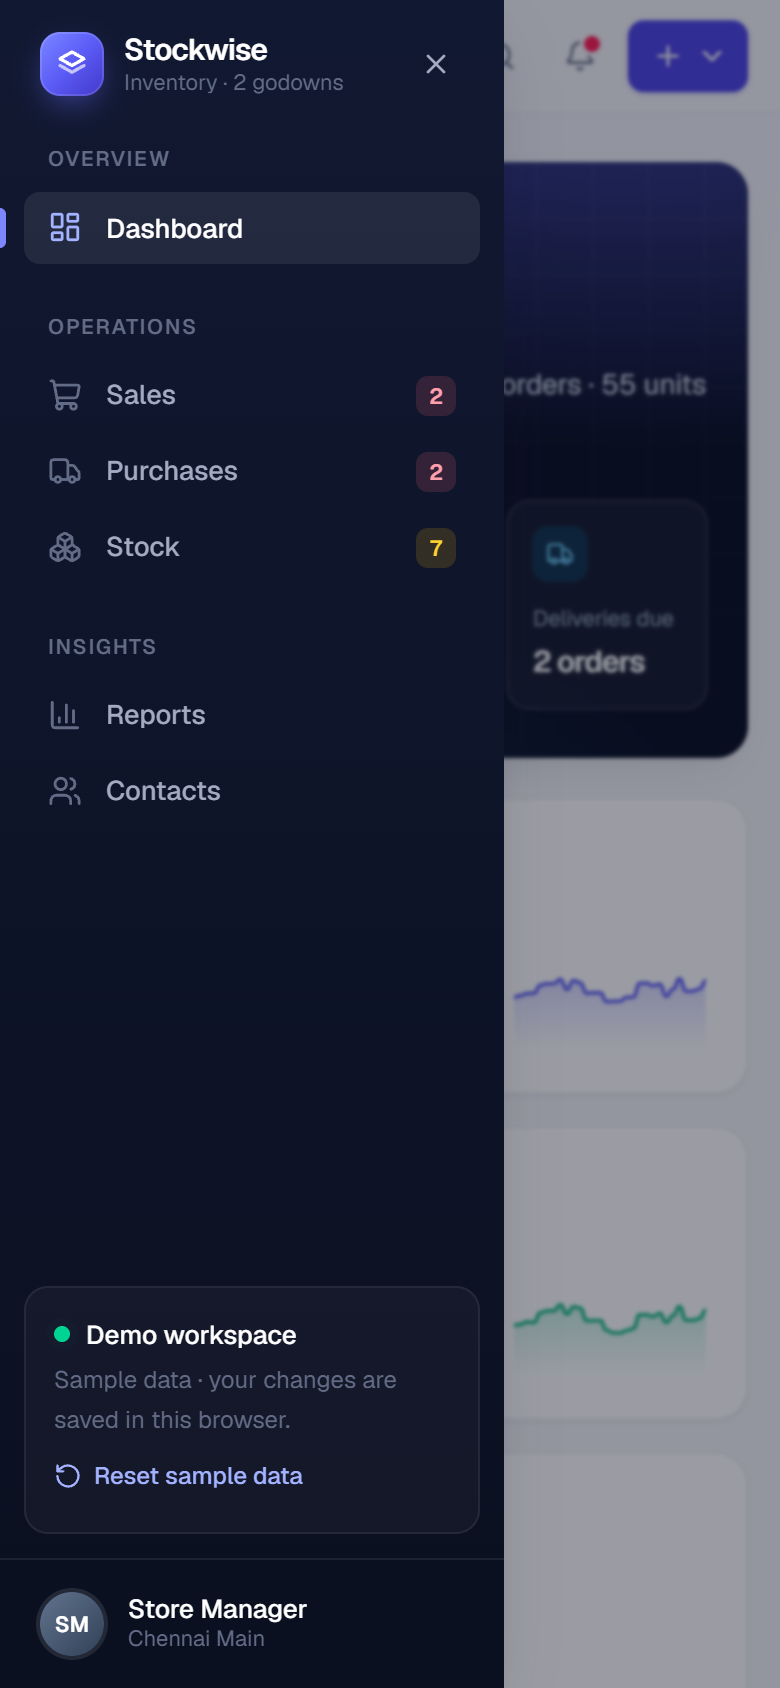 Stockwise
Inventory · 2 godowns
OVERVIEW
Dashboard
OPERATIONS
Sales 2
Purchases 2
Stock 7
INSIGHTS
Reports
Contacts
Demo workspace
Sample data · your changes are
saved in this browser.
Reset sample data
SM
Store Manager
Chennai Main
orders · 55 units
Deliveries due
2 orders